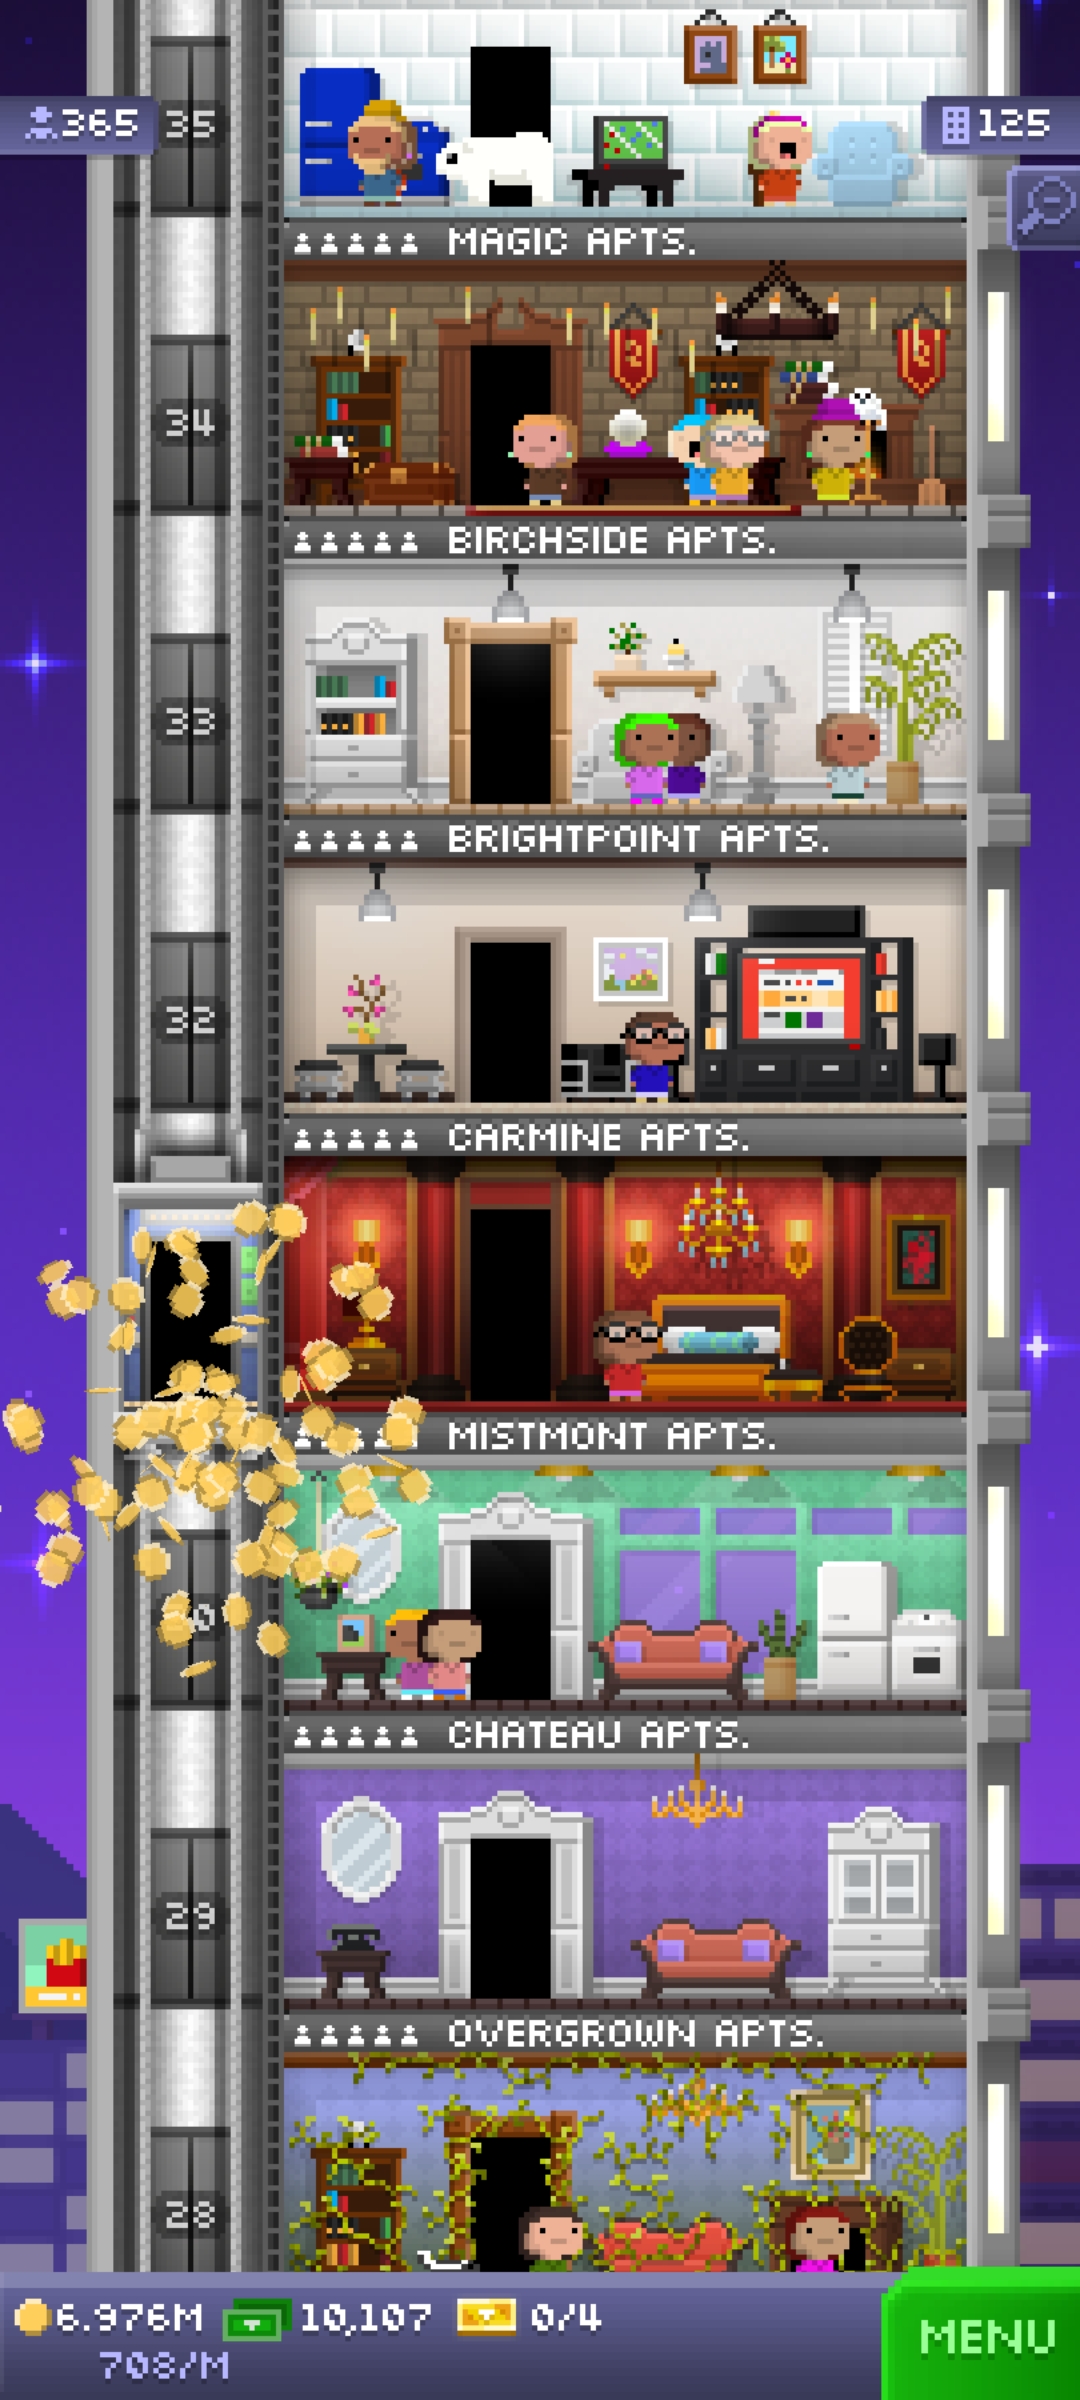 365
35
125
MAGIC APTS.
34
BIRCHSIDE APTS.
33
BRIGHTPOINT APTS.
32
CARMINE APTS.
MISTMONT APTS.
0
CHATEAU APTS.
29
OVERGROWN APTS.
28
6.976M 10,107 0/4
708/M
MENU